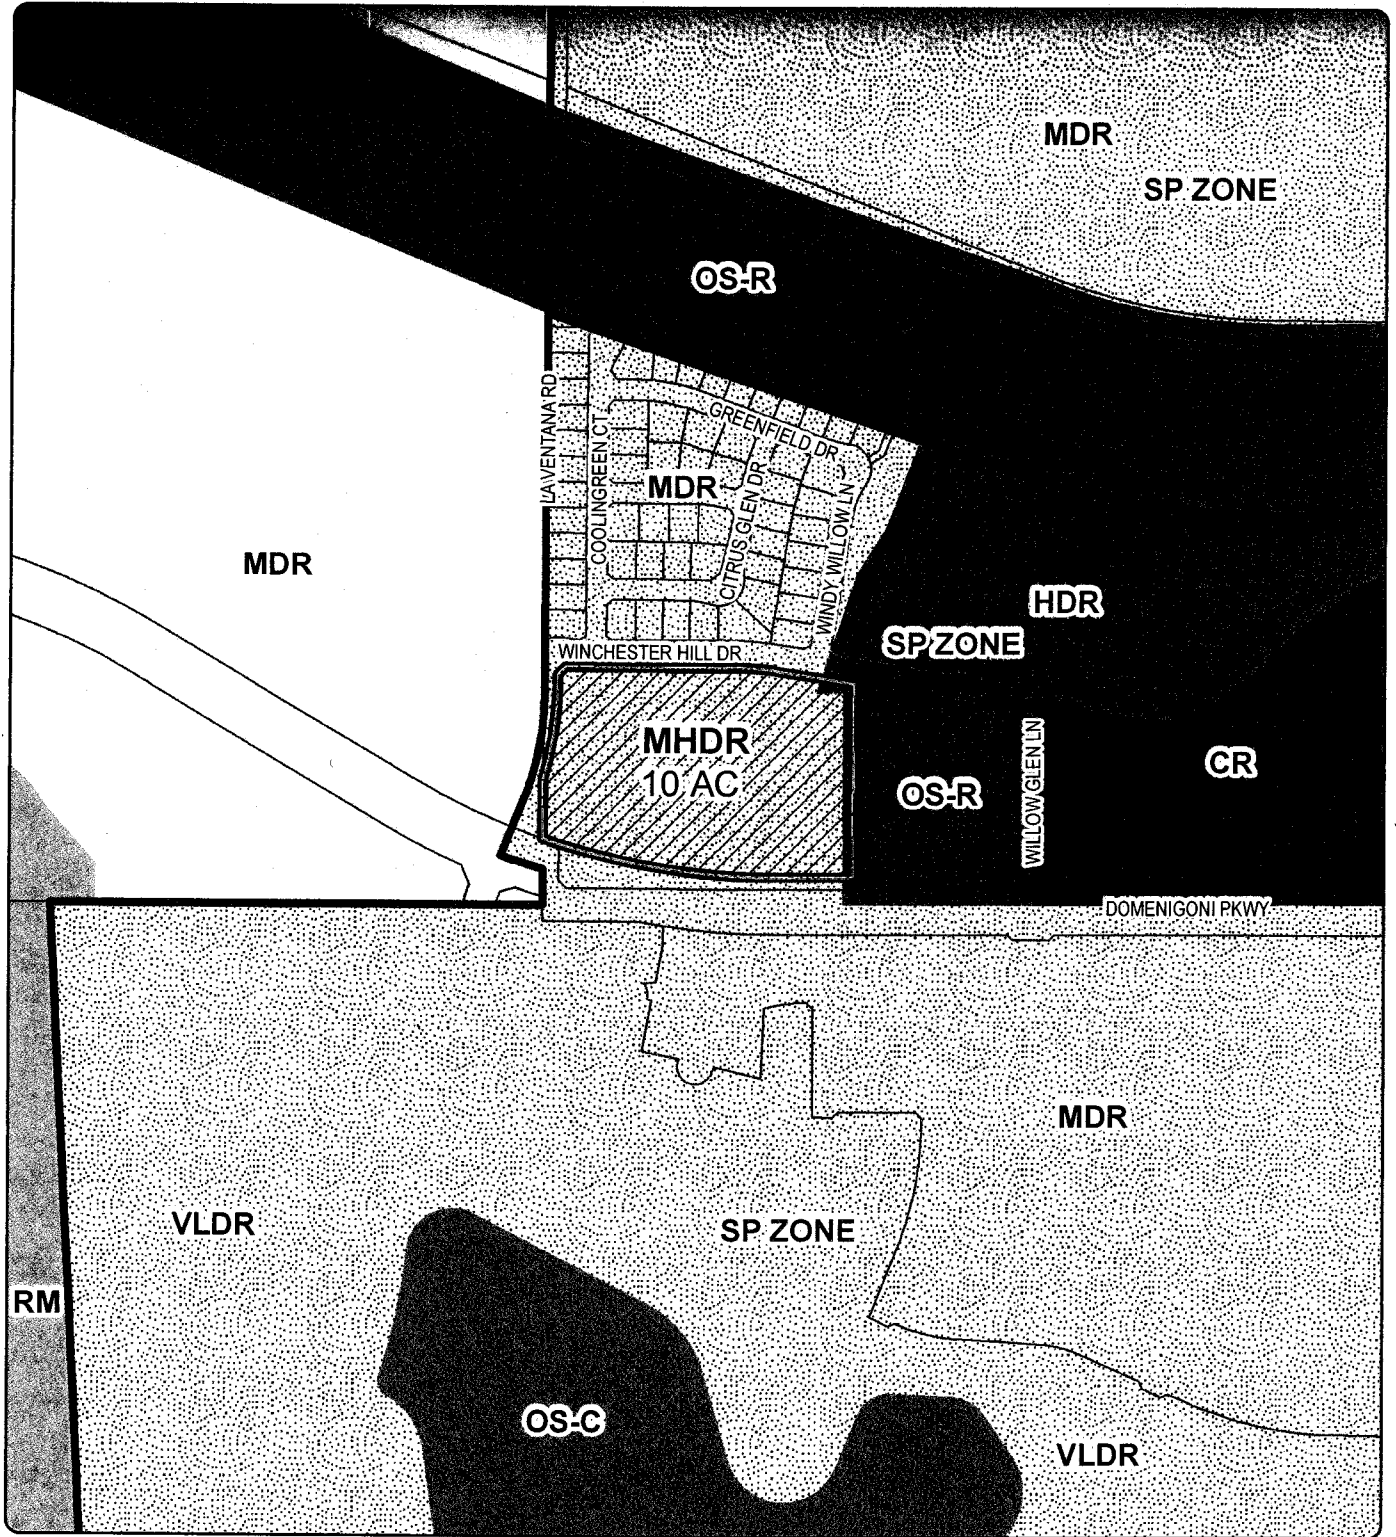 MDR
SP ZONE
OS-R
LA VENTANA RD
COOLINGREEN CT
GREENFIELD DR
MDR
CITRUS GLEN DR
WINDY WILLOW LN
MDR
HDR
SP ZONE
WINCHESTER HILL DR
MHDR
10 AC
OS-R
WILLOW GLEN LN
CR
DOMENIGONI PKWY
MDR
VLDR
SP ZONE
RM
OS-C
VLDR